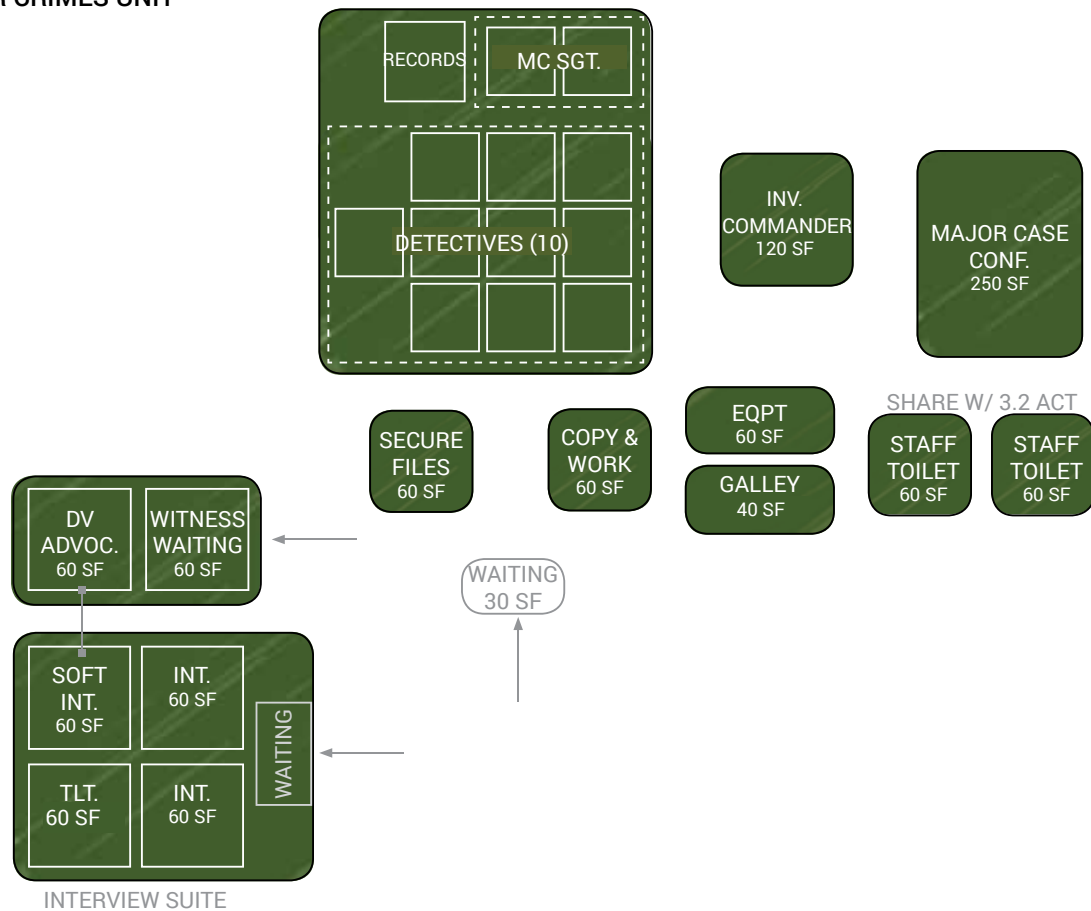 CRIMES UNIT
RECORDS
MC SGT.
DETECTIVES (10)
INV.
COMMANDER
120 SF
MAJOR CASE
CONF.
250 SF
SECURE
FILES
60 SF
COPY &
WORK
60 SF
EQPT
60 SF
GALLEY
40 SF
SHARE W/ 3.2 ACT
STAFF
TOILET
60 SF
STAFF
TOILET
60 SF
DV
ADVOC.
60 SF
WITNESS
WAITING
60 SF
WAITING
30 SF
SOFT
INT.
60 SF
INT.
60 SF
WAITING
TLT.
60 SF
INT.
60 SF
INTERVIEW SUITE